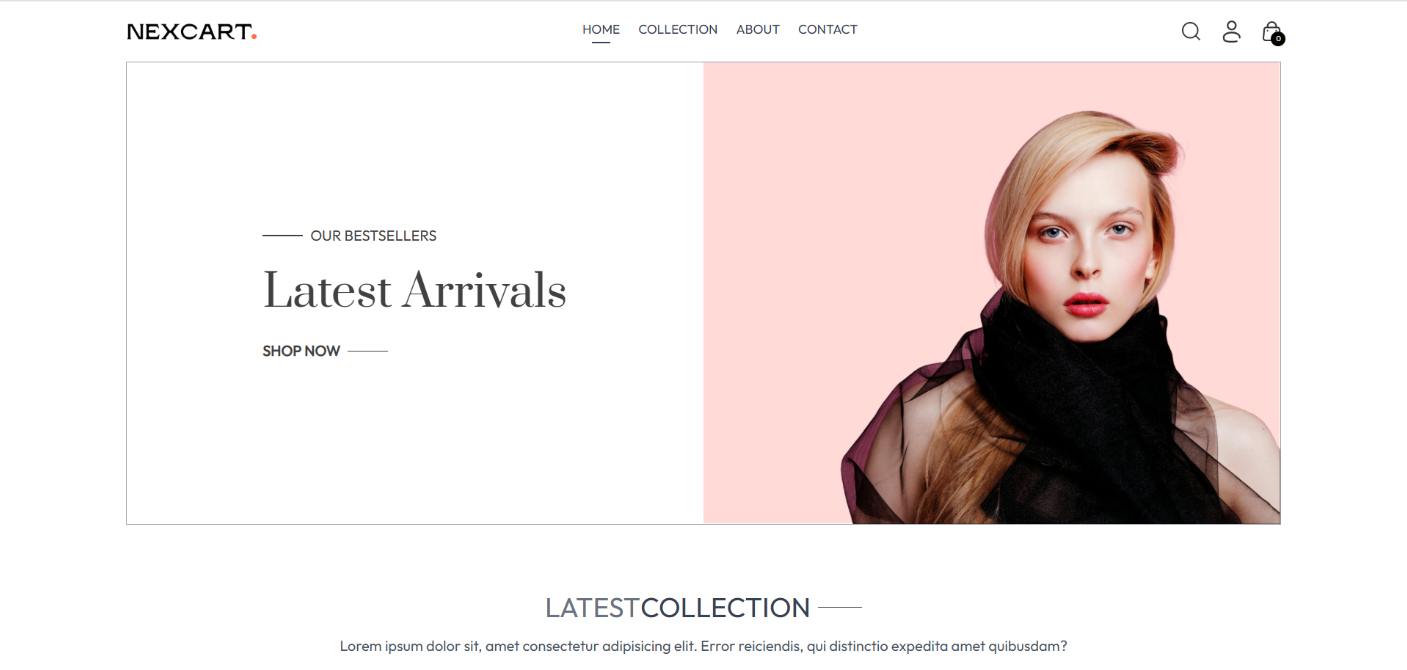 NEXCART.
HOME COLLECTION ABOUT CONTACT
0
OUR BESTSELLERS
Latest Arrivals
SHOP NOW
LATESTCOLLECTION
Lorem ipsum dolor sit, amet consectetur adipisicing elit. Error reiciendis, qui distinctio expedita amet quibusdam?